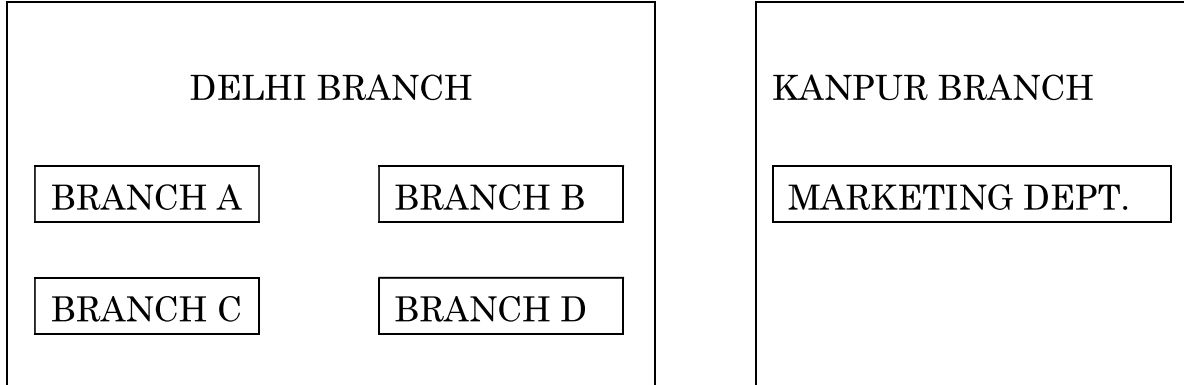 DELHI BRANCH
BRANCH A
BRANCH B
BRANCH C
BRANCH D
KANPUR BRANCH
MARKETING DEPT.